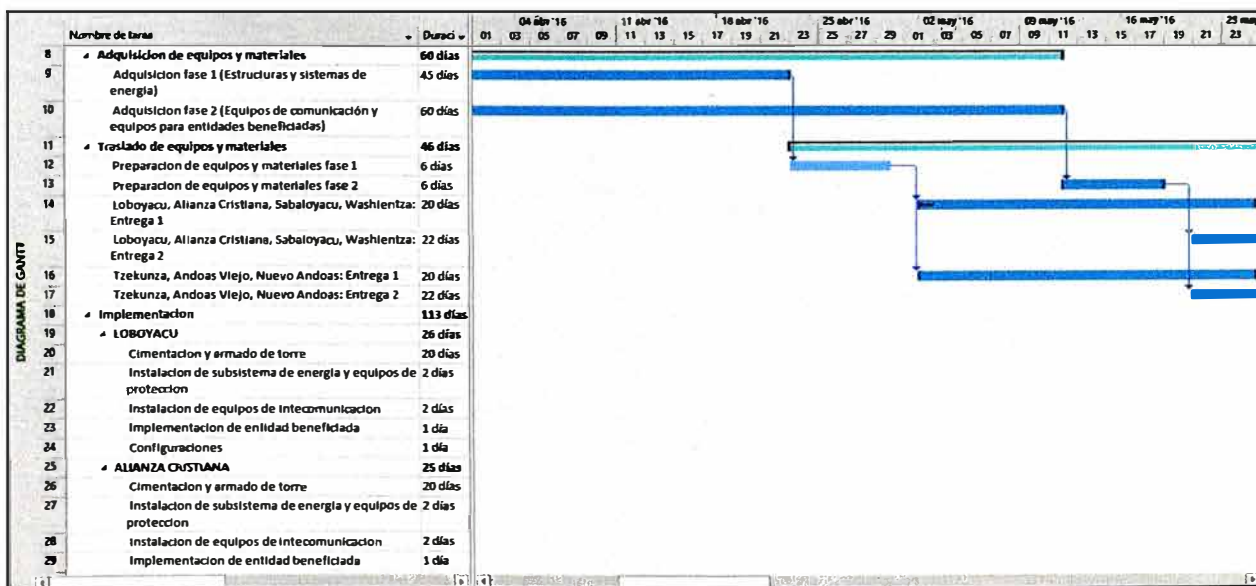 04 abr '16 11 abr '16 18 abr '16 25 abr '16 02 may '16 09 may '16 16 may '16 23 may
Nombre de tarea Duraci 01 03 05 07 09 11 13 15 17 19 21 23 25 27 29 01 03 05 07 09 11 13 15 17 19 21 23
8 Adquisicion de equipos y materiales 60 días
9 Adquisicion fase 1 (Estructuras y sistemas de 45 días
energia)
10 Adquisicion fase 2 (Equipos de comunicación y 60 días
equipos para entidades beneficiadas)
11 Traslado de equipos y materiales 46 días
12 Preparacion de equipos y materiales fase 1 6 días
13 Preparacion de equipos y materiales fase 2 6 días
14 Loboyacu, Alianza Cristiana, Sabaloyacu, Washientza: 20 días
Entrega 1
15 Loboyacu, Alianza Cristiana, Sabaloyacu, Washientza: 22 días
Entrega 2
16 Tzekunza, Andoas Viejo, Nuevo Andoas: Entrega 1 20 días
17 Tzekunza, Andoas Viejo, Nuevo Andoas: Entrega 2 22 días
18 Implementacion 113 días
19 LOBOYACU 26 días
20 Cimentacion y armado de torre 20 días
21 Instalacion de subsistema de energia y equipos de 2 días
proteccion
22 Instalacion de equipos de intecomunicacion 2 días
23 Implementacion de entidad beneficiada 1 día
24 Configuraciones 1 día
25 ALIANZA CRISTIANA 25 días
26 Cimentacion y armado de torre 20 días
27 Instalacion de subsistema de energia y equipos de 2 días
proteccion
28 Instalacion de equipos de intecomunicacion 2 días
29 Implementacion de entidad beneficiada 1 día
DIAGRAMA DE GANTT